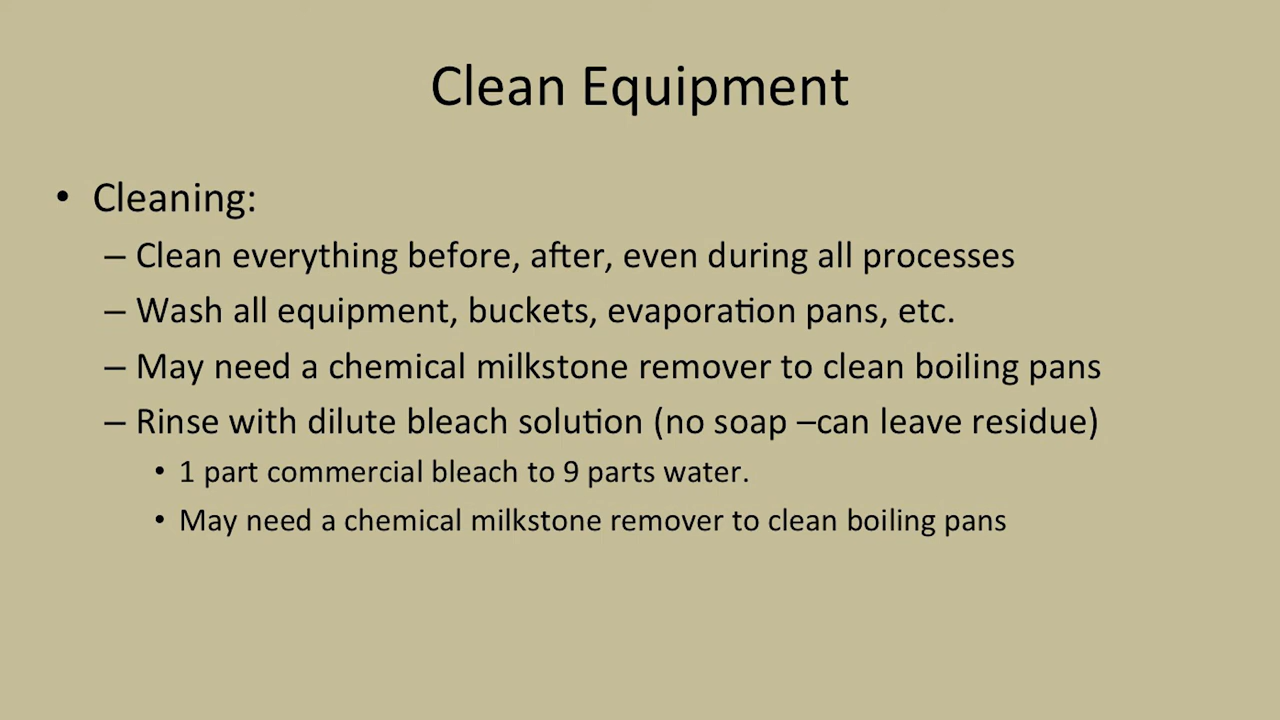 Clean Equipment
• Cleaning:
– Clean everything before, after, even during all processes
– Wash all equipment, buckets, evaporation pans, etc.
– May need a chemical milkstone remover to clean boiling pans
– Rinse with dilute bleach solution (no soap –can leave residue)
• 1 part commercial bleach to 9 parts water.
• May need a chemical milkstone remover to clean boiling pans